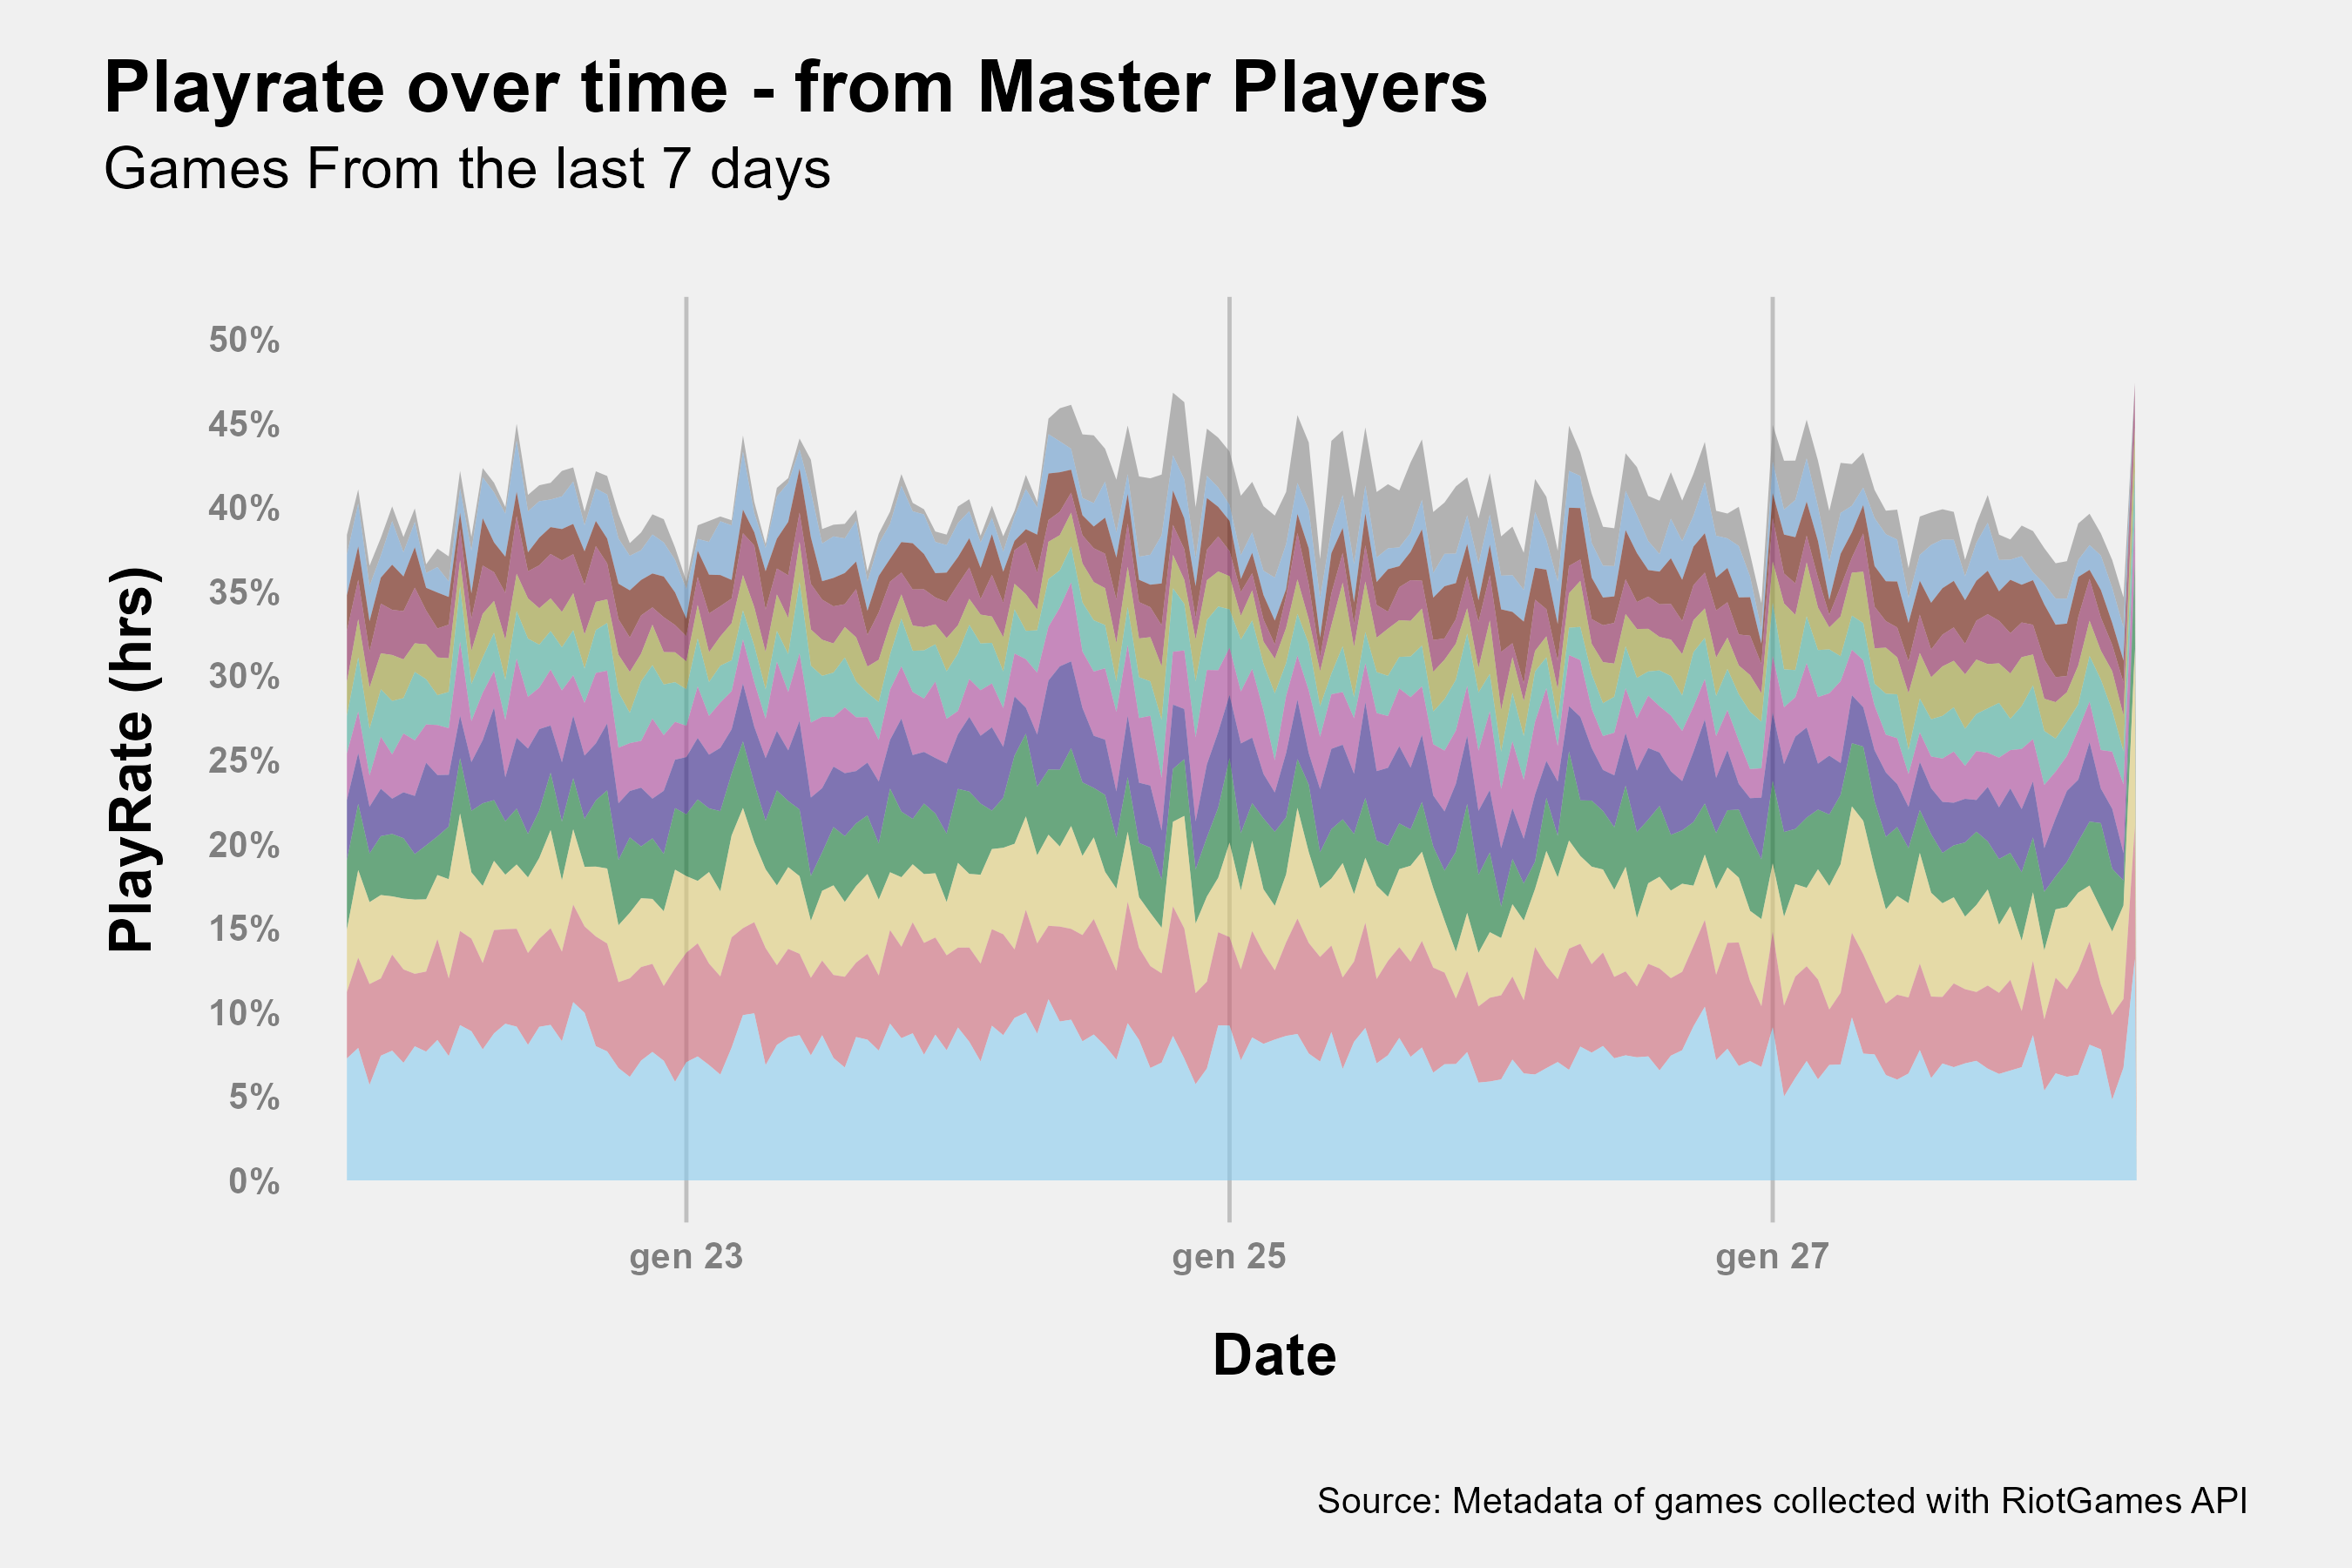 Playrate over time - from Master Players
Games From the last 7 days
PlayRate (hrs)
50%
45%
40%
35%
30%
25%
20%
15%
10%
5%
0%
gen 23
gen 25
gen 27
Date
Source: Metadata of games collected with RiotGames API